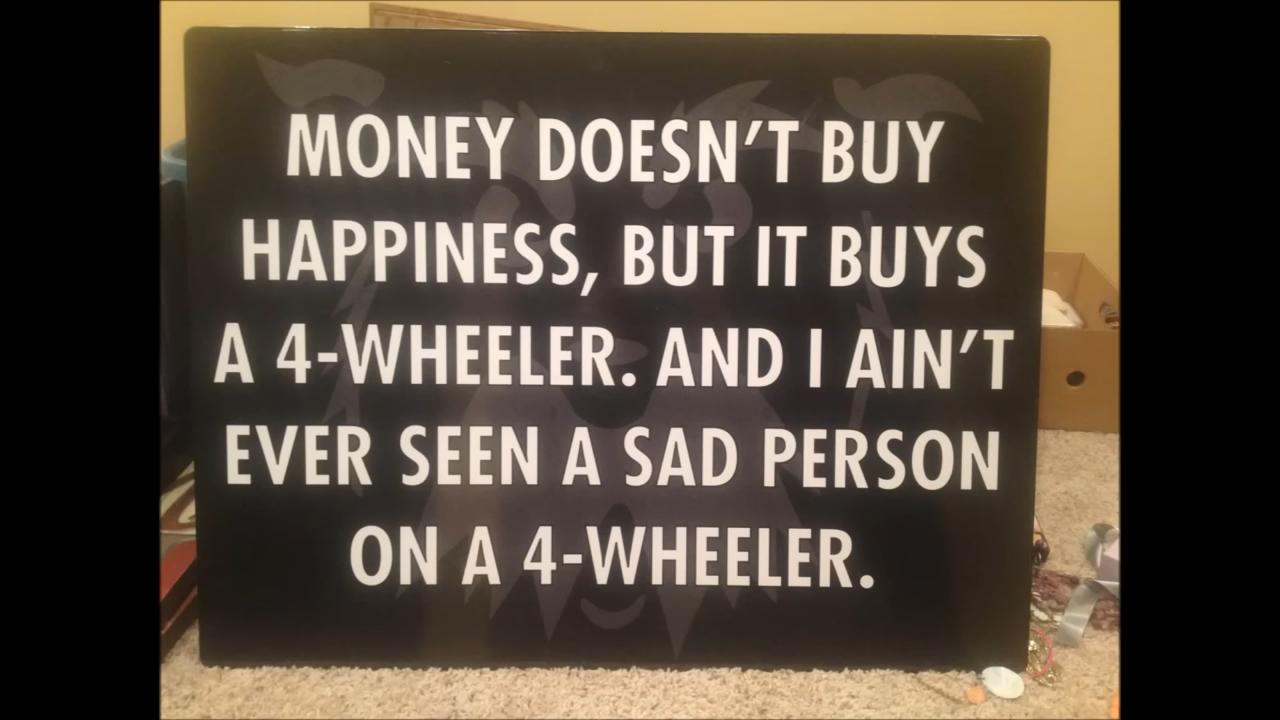 MONEY DOESN'T BUY
HAPPINESS, BUT IT BUYS
A 4-WHEELER. AND I AIN'T
EVER SEEN A SAD PERSON
ON A 4-WHEELER.